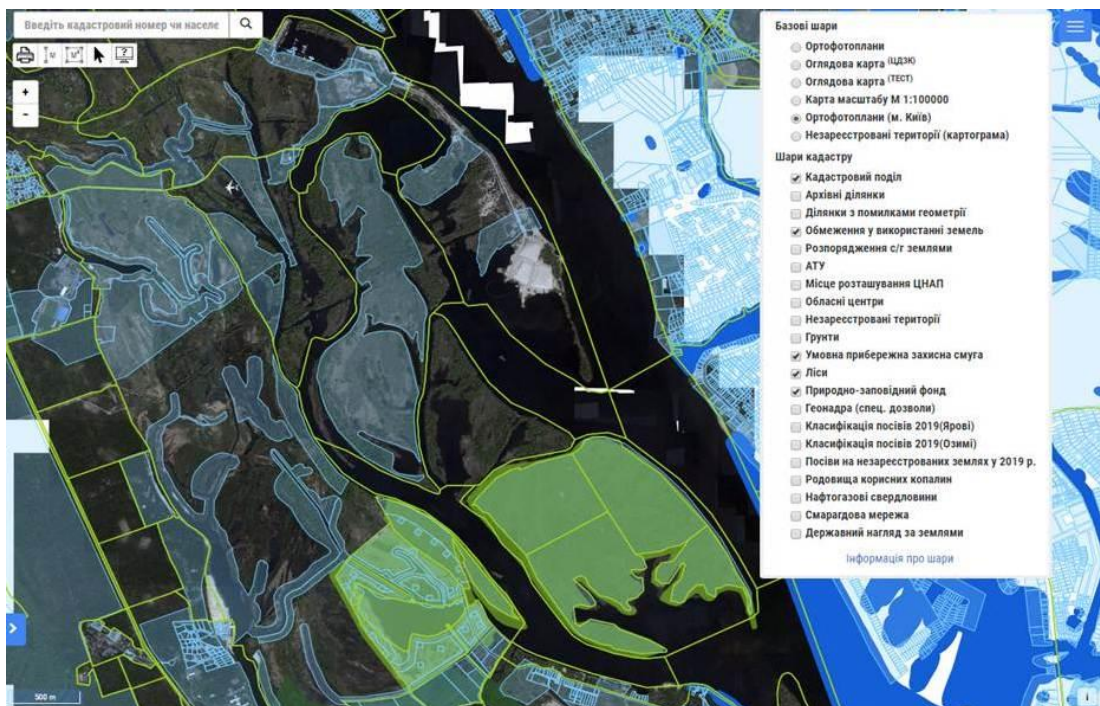 Введіть кадастровий номер чи населе
M
M²
?
+
-
Базові шари
Ортофотоплани
Оглядова карта (ЦДЗК)
Оглядова карта (ТЕСТ)
Карта масштабу М 1:100000
Ортофотоплани (м. Київ)
Незареєстровані території (картограма)
Шари кадастру
Кадастровий поділ
Архівні ділянки
Ділянки з помилками геометрії
Обмеження у використанні земель
Розпорядження с/г землями
АТУ
Місце розташування ЦНАП
Обласні центри
Незареєстровані території
Грунти
Умовна прибережна захисна смуга
Ліси
Природно-заповідний фонд
Геонадра (спец. дозволи)
Класифікація посівів 2019(Ярові)
Класифікація посівів 2019(Озимі)
Посіви на незареєстрованих землях у 2019 р.
Родовища корисних копалин
Нафтогазові свердловини
Смарагдова мережа
Державний нагляд за землями
Інформація про шари
500 m
i